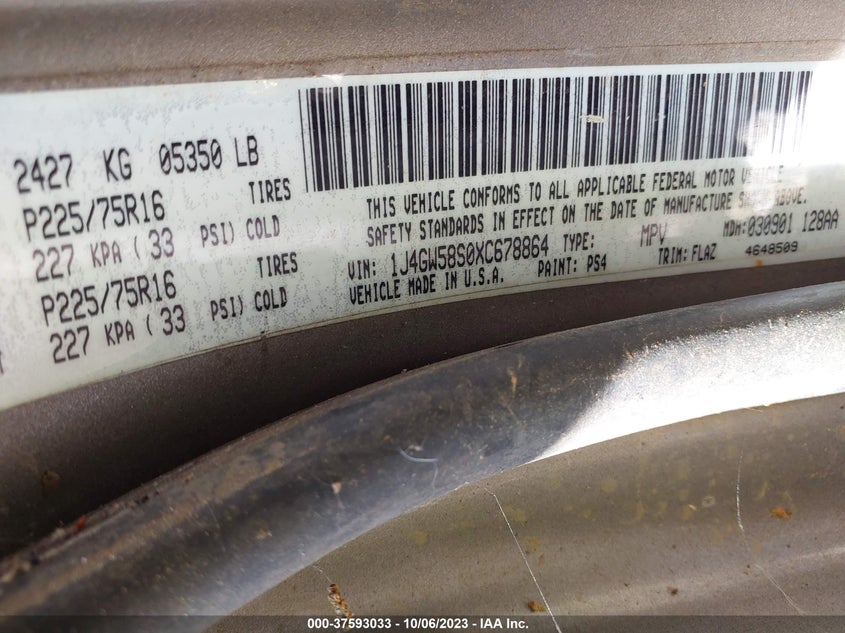 2427 KG 05350 LB
P225/75R16 TIRES
227 KPA ( 33 PSI) COLD
P225/75R16 TIRES
227 KPA ( 33 PSI) COLD
THIS VEHICLE CONFORMS TO ALL APPLICABLE FEDERAL MOTOR VEHICLE
SAFETY STANDARDS IN EFFECT ON THE DATE OF MANUFACTURE SHOWN ABOVE.
VIN: 1J4GW58S0XC678864 TYPE: MPV MDH:030901 128AA
VEHICLE MADE IN U.S.A. PAINT: PS4 TRIM: FLAZ 4648509
000-37593033 - 10/06/2023 - IAA Inc.